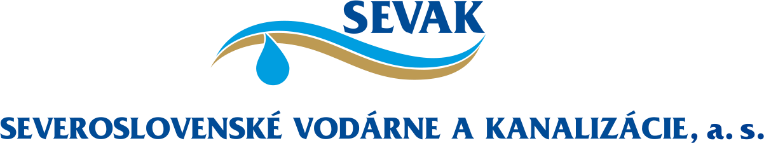 SEVAK
SEVEROSLOVENSKÉ VODÁRNE A KANALIZÁCIE, a. s.